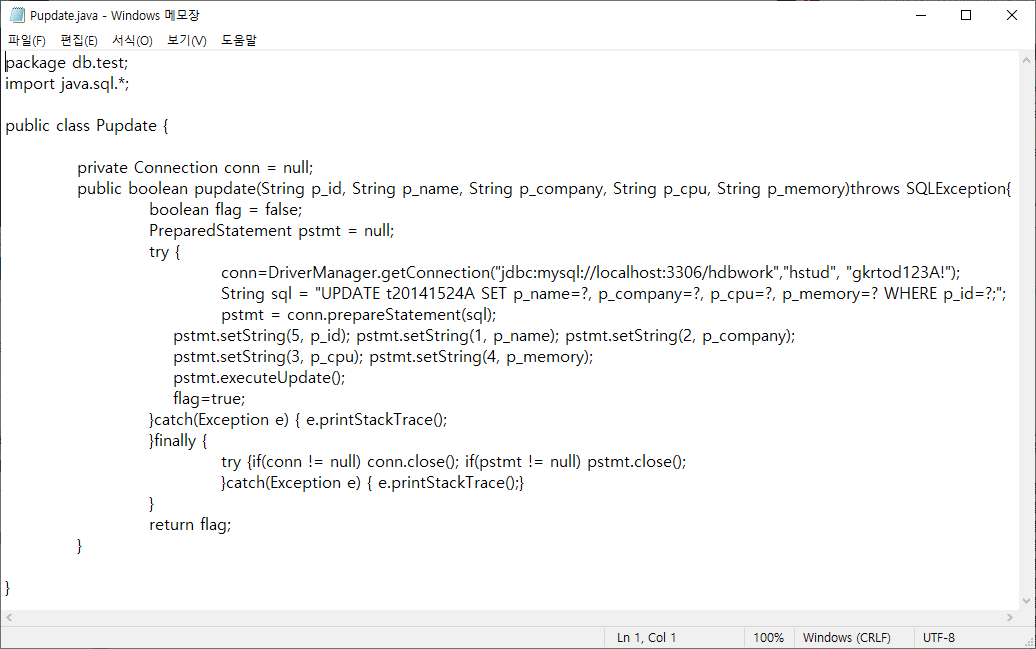 Pupdate.java - Windows 메모장
파일(F) 편집(E) 서식(O) 보기(V) 도움말
package db.test;
import java.sql.*;
public class Pupdate {
private Connection conn = null;
public boolean pupdate(String p_id, String p_name, String p_company, String p_cpu, String p_memory)throws SQLException{
boolean flag = false;
PreparedStatement pstmt = null;
try {
conn=DriverManager.getConnection("jdbc:mysql://localhost:3306/hdbwork","hstud", "gkrtod123A!");
String sql = "UPDATE t20141524A SET p_name=?, p_company=?, p_cpu=?, p_memory=? WHERE p_id=?;";
pstmt = conn.prepareStatement(sql);
pstmt.setString(5, p_id); pstmt.setString(1, p_name); pstmt.setString(2, p_company);
pstmt.setString(3, p_cpu); pstmt.setString(4, p_memory);
pstmt.executeUpdate();
flag=true;
}catch(Exception e) { e.printStackTrace();
}finally {
try {if(conn != null) conn.close(); if(pstmt != null) pstmt.close();
}catch(Exception e) { e.printStackTrace();}
}
return flag;
}
}
Ln 1, Col 1 100% Windows (CRLF) UTF-8